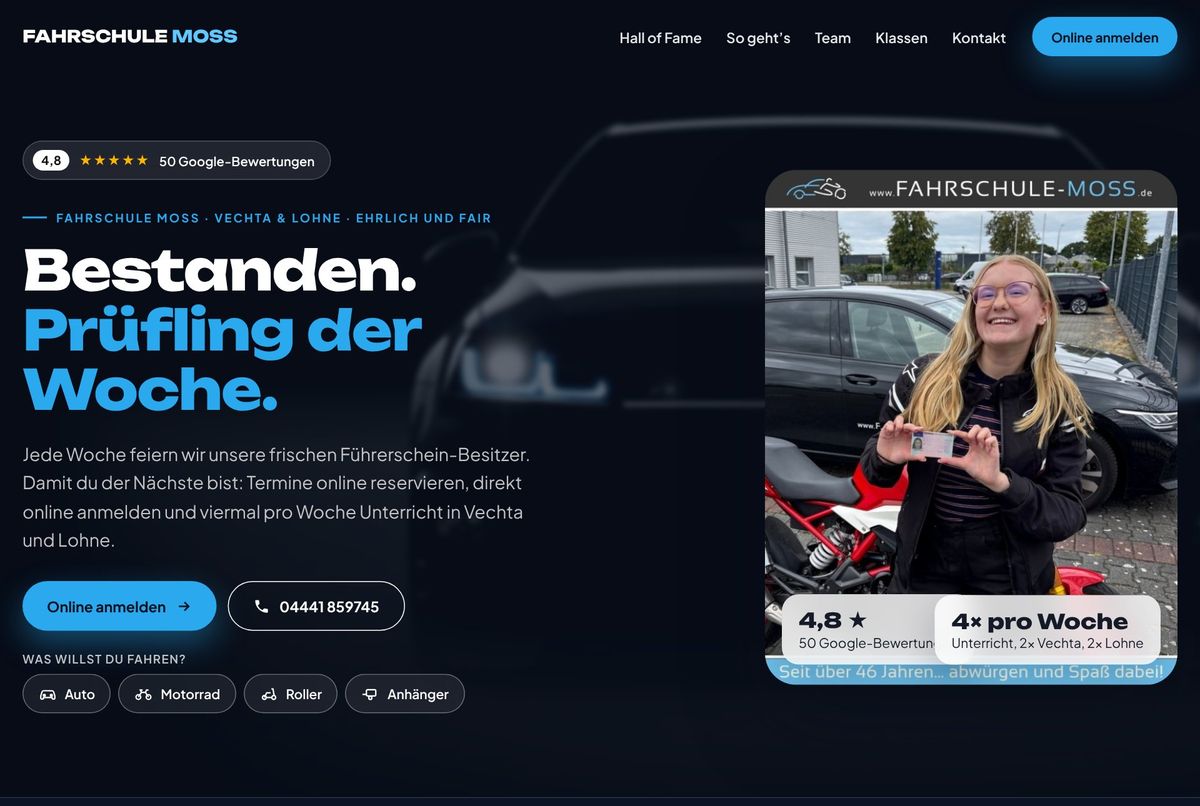 FAHRSCHULE MOSS
Hall of Fame
So geht's
Team
Klassen
Kontakt
Online anmelden
4,8 ★★★★★ 50 Google-Bewertungen
FAHRSCHULE MOSS · VECHTA & LOHNE · EHRLICH UND FAIR
Bestanden.
Prüfling der
Woche.
Jede Woche feiern wir unsere frischen Führerschein-Besitzer.
Damit du der Nächste bist: Termine online reservieren, direkt
online anmelden und viermal pro Woche Unterricht in Vechta
und Lohne.
Online anmelden →
04441 859745
WAS WILLST DU FAHREN?
Auto
Motorrad
Roller
Anhänger
www.FAHRSCHULE-MOSS.de
www.F
4,8 ★
50 Google-Bewertun
4× pro Woche
Unterricht, 2× Vechta, 2× Lohne
Seit über 46 Jahren... abwürgen und Spaß dabei!